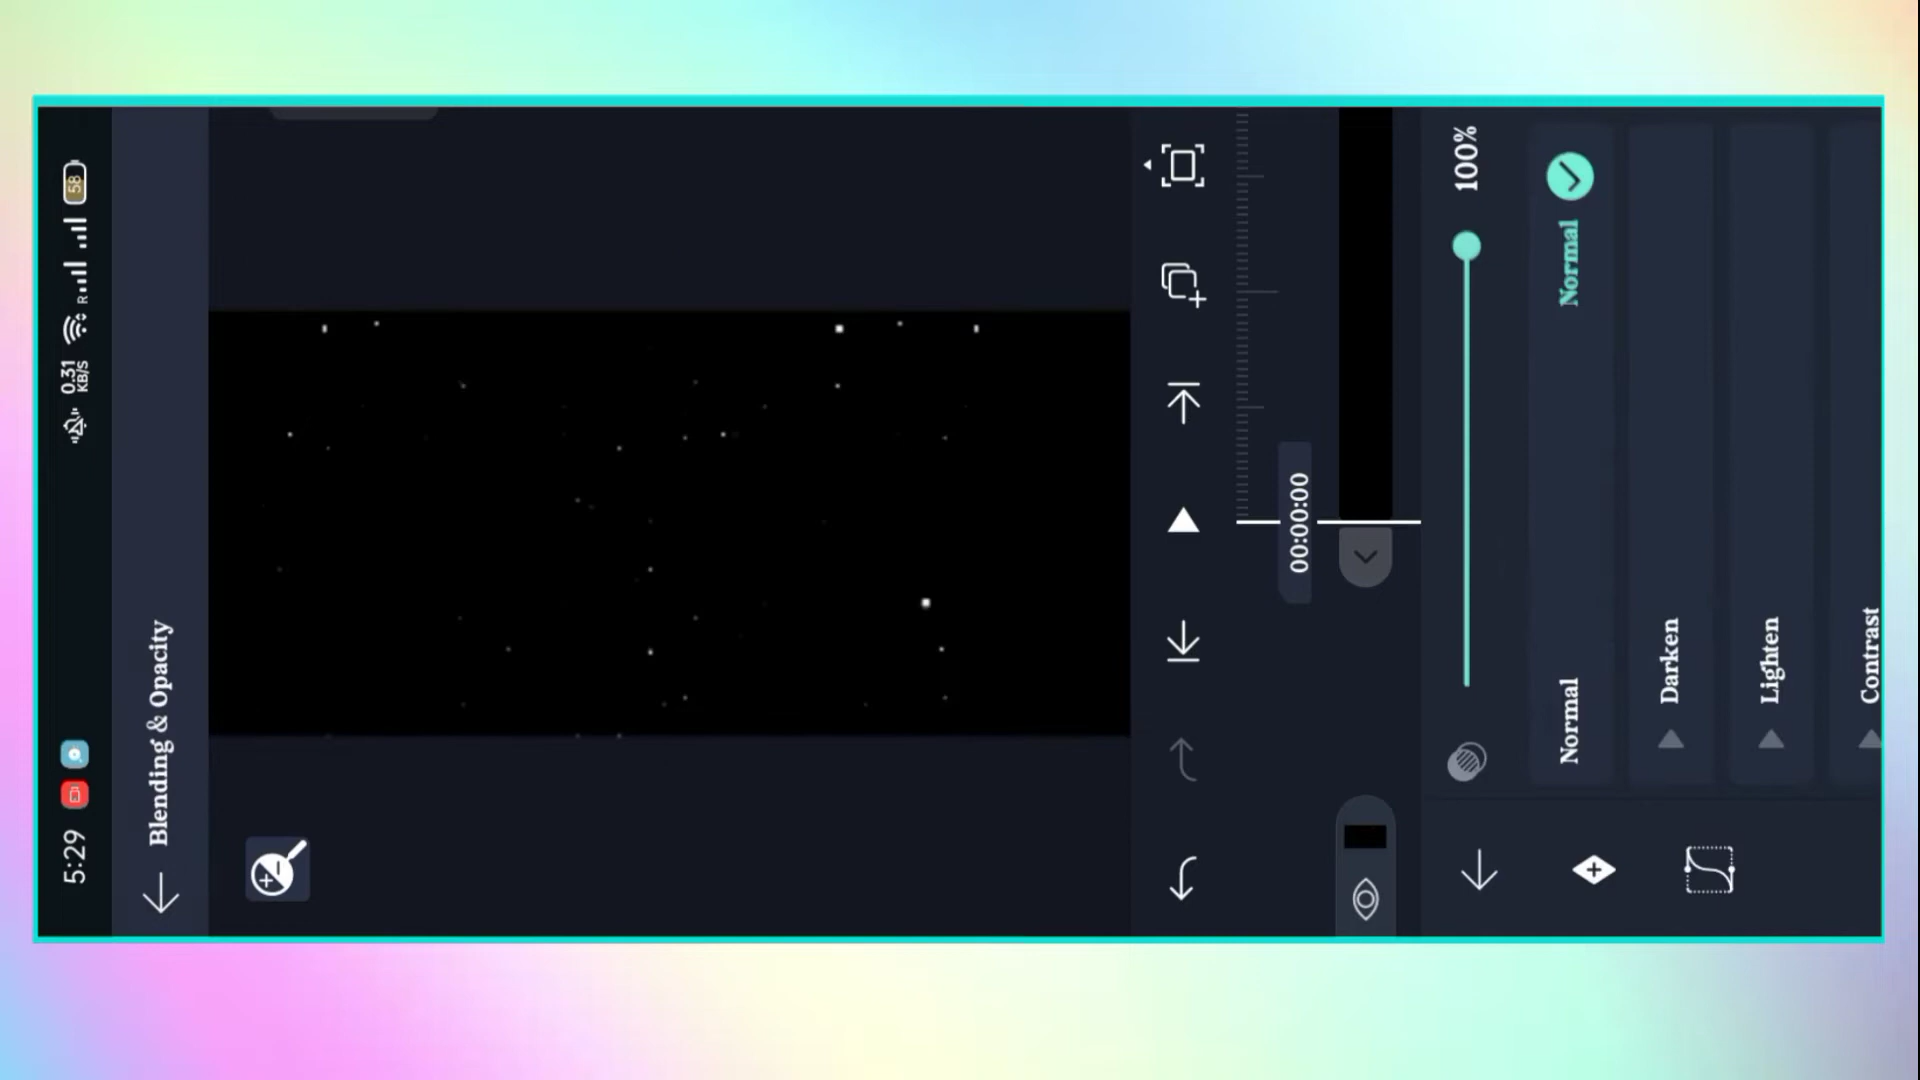 5:29
0.31
KB/S
R
58
Blending & Opacity
00:00:00
100%
Normal
Normal
Darken
Lighten
Contrast